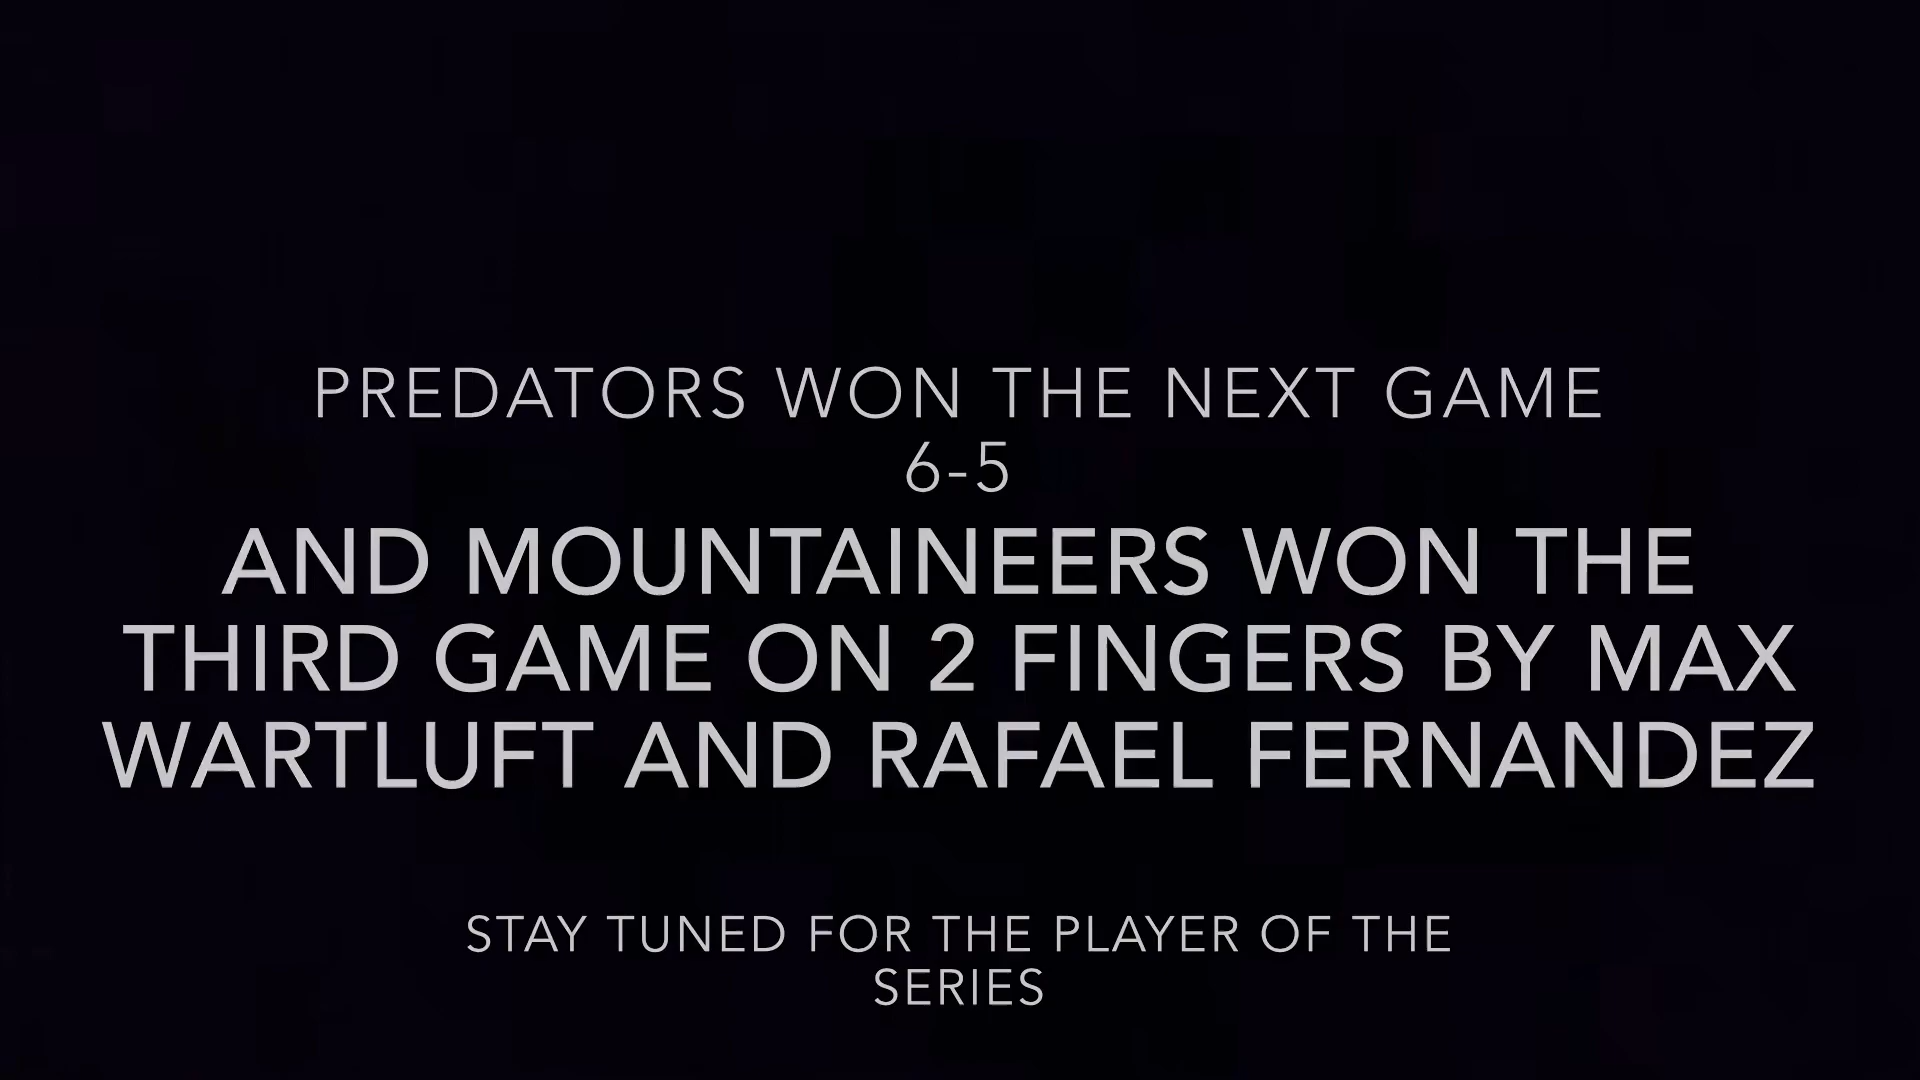 PREDATORS WON THE NEXT GAME
6-5
AND MOUNTAINEERS WON THE
THIRD GAME ON 2 FINGERS BY MAX
WARTLUFT AND RAFAEL FERNANDEZ
STAY TUNED FOR THE PLAYER OF THE
SERIES